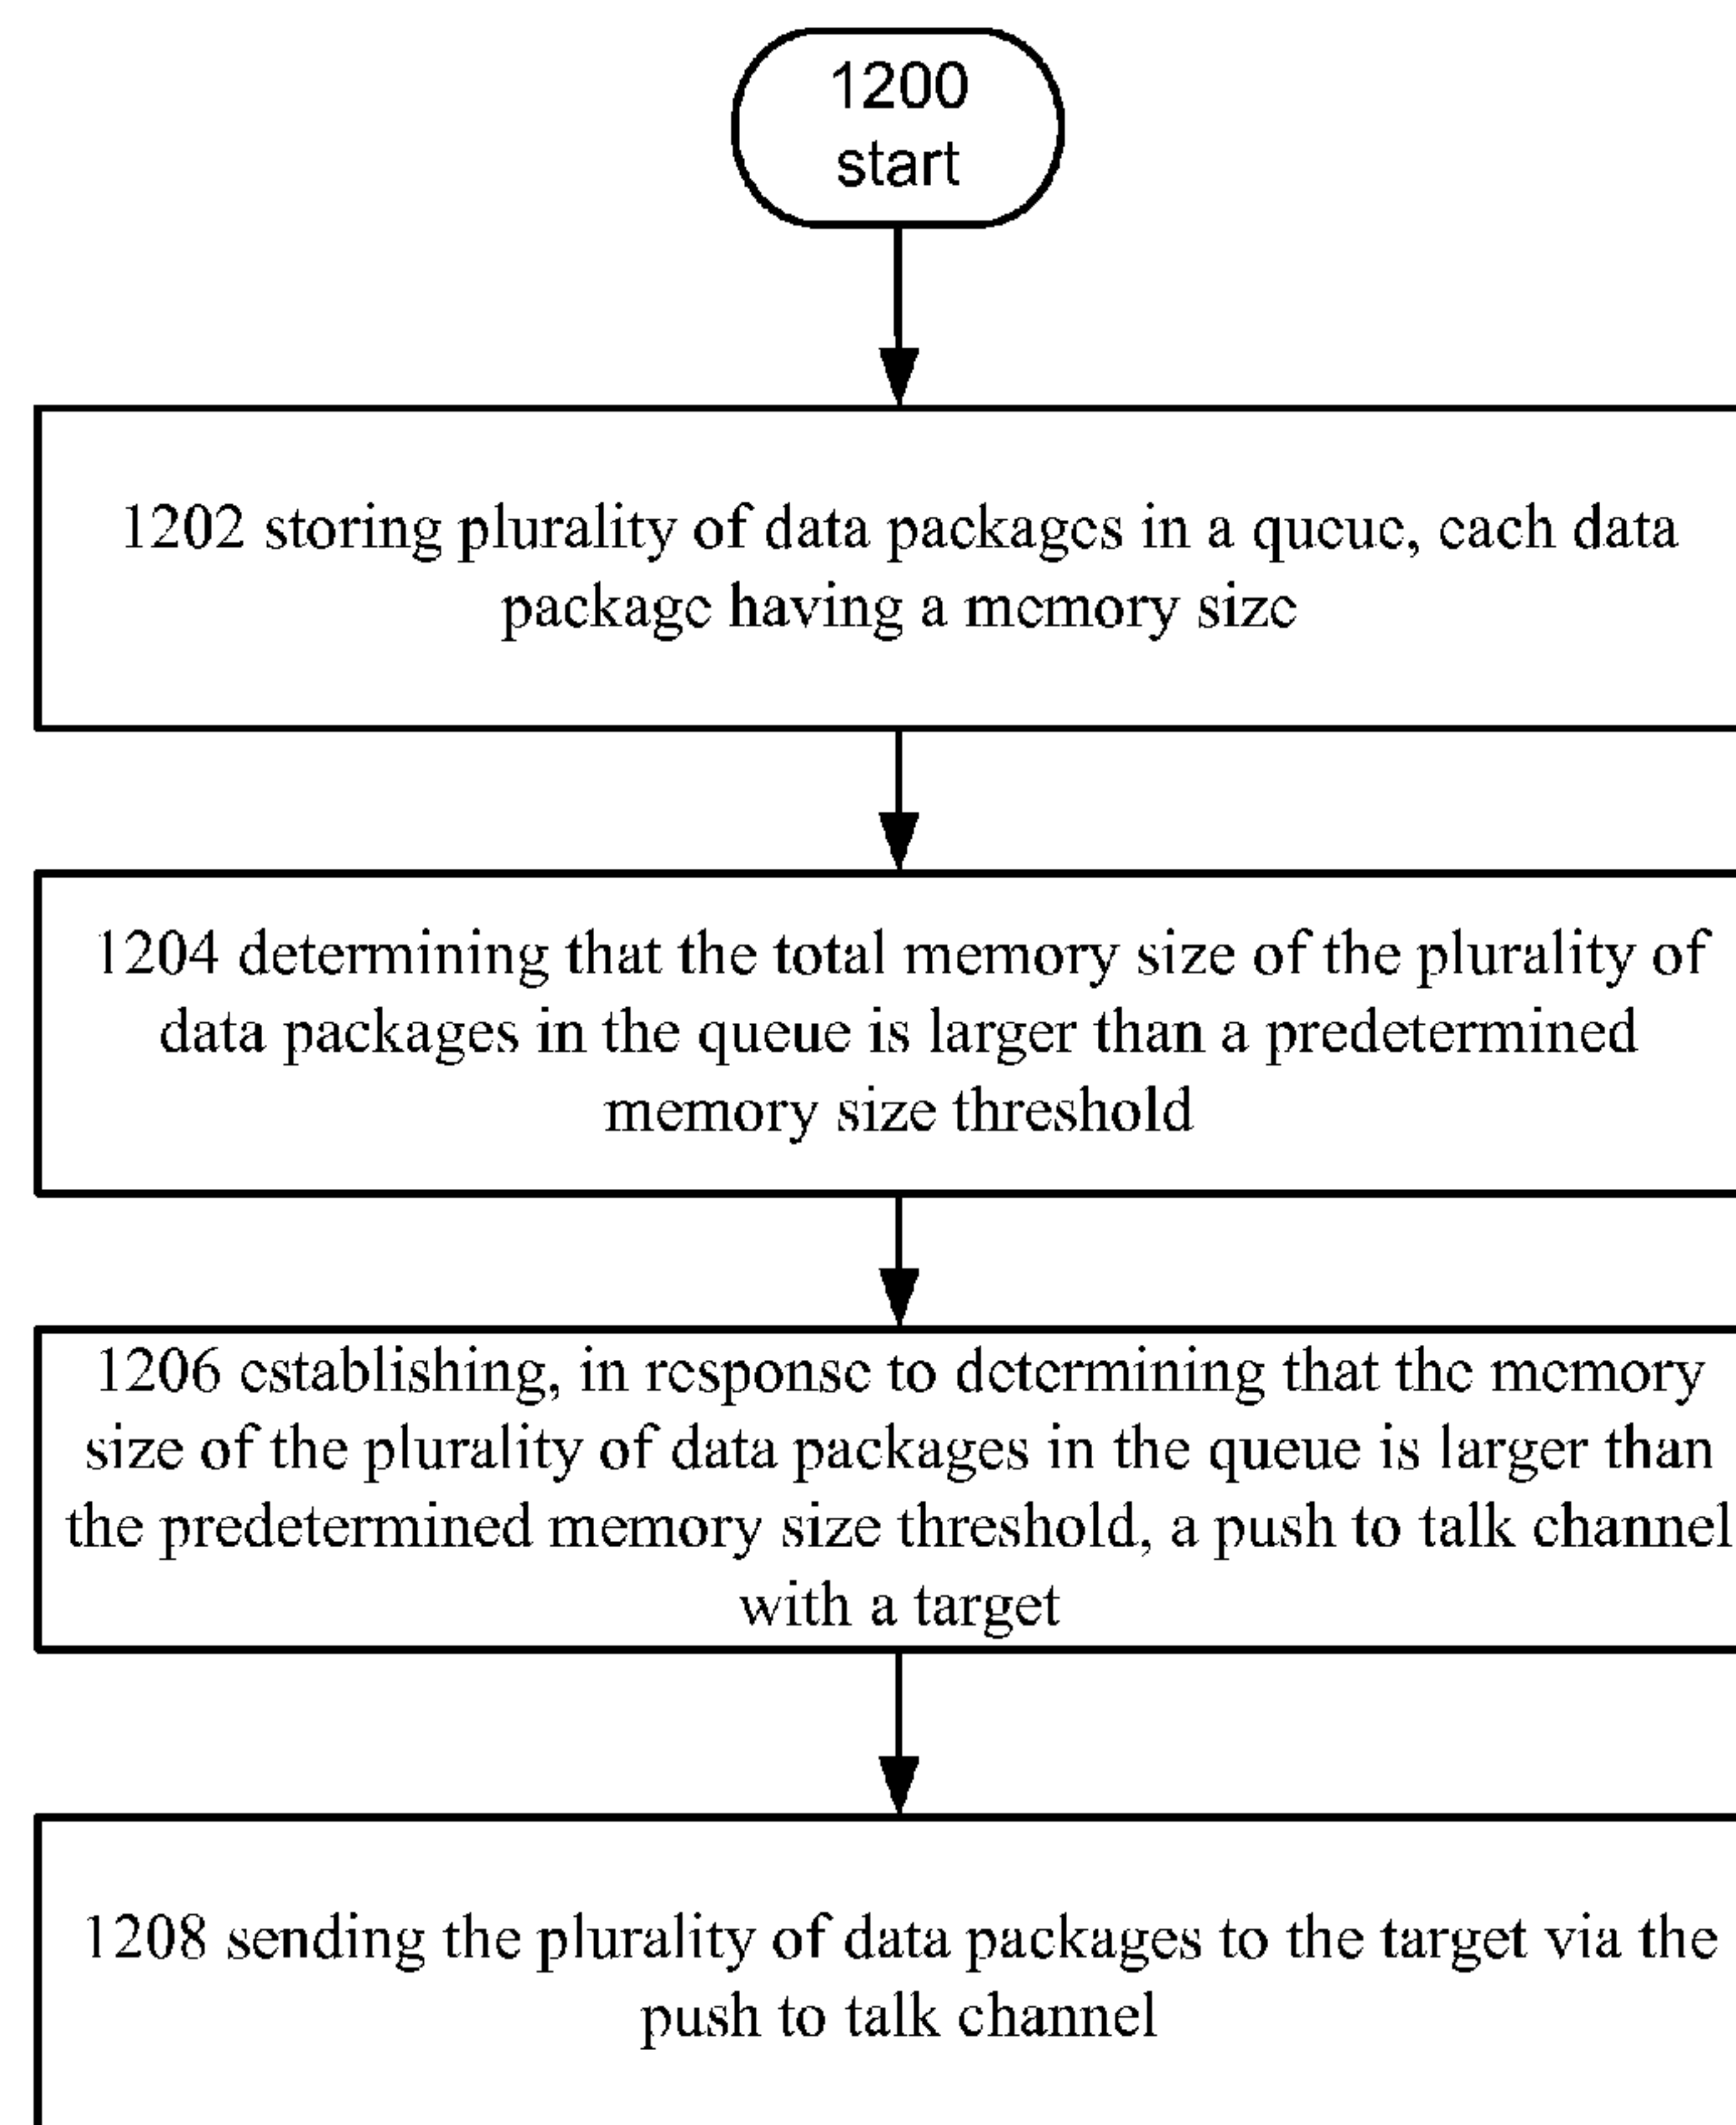 1200
start
1202 storing plurality of data packages in a queue, each data
package having a memory size
1204 determining that the total memory size of the plurality of
data packages in the queue is larger than a predetermined
memory size threshold
1206 establishing, in response to determining that the memory
size of the plurality of data packages in the queue is larger than
the predetermined memory size threshold, a push to talk channel
with a target
1208 sending the plurality of data packages to the target via the
push to talk channel